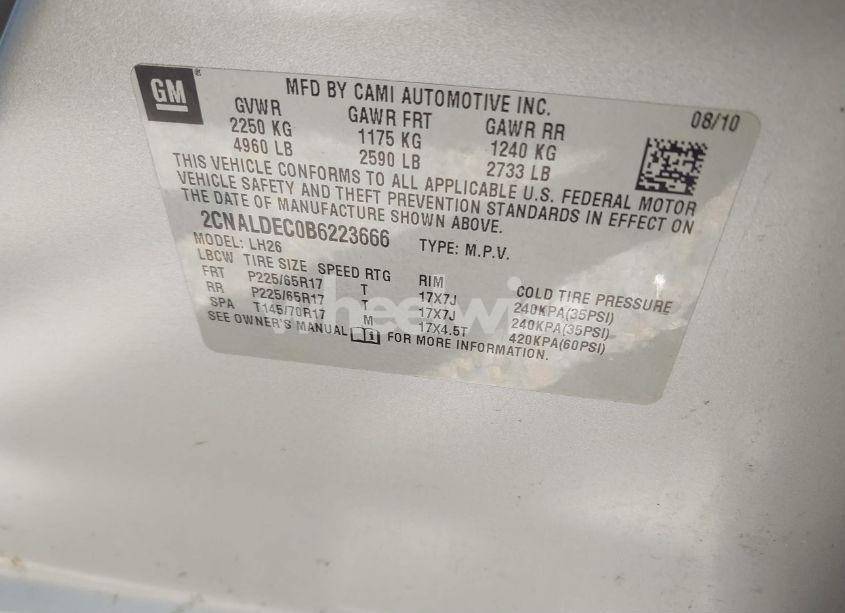 GM
MFD BY CAMI AUTOMOTIVE INC.
08/10
GVWR GAWR FRT GAWR RR
2250 KG 1175 KG 1240 KG
4960 LB 2590 LB 2733 LB
THIS VEHICLE CONFORMS TO ALL APPLICABLE U.S. FEDERAL MOTOR
VEHICLE SAFETY AND THEFT PREVENTION STANDARDS IN EFFECT ON
THE DATE OF MANUFACTURE SHOWN ABOVE.
2CNALDEC0B6223666
MODEL: LH26 TYPE: M.P.V.
LBCW TIRE SIZE SPEED RTG RIM COLD TIRE PRESSURE
FRT P225/65R17 T 17X7J 240KPA(35PSI)
RR P225/65R17 T 17X7J 240KPA(35PSI)
SPA T145/70R17 M 17X4.5T 420KPA(60PSI)
SEE OWNER'S MANUAL FOR MORE INFORMATION.